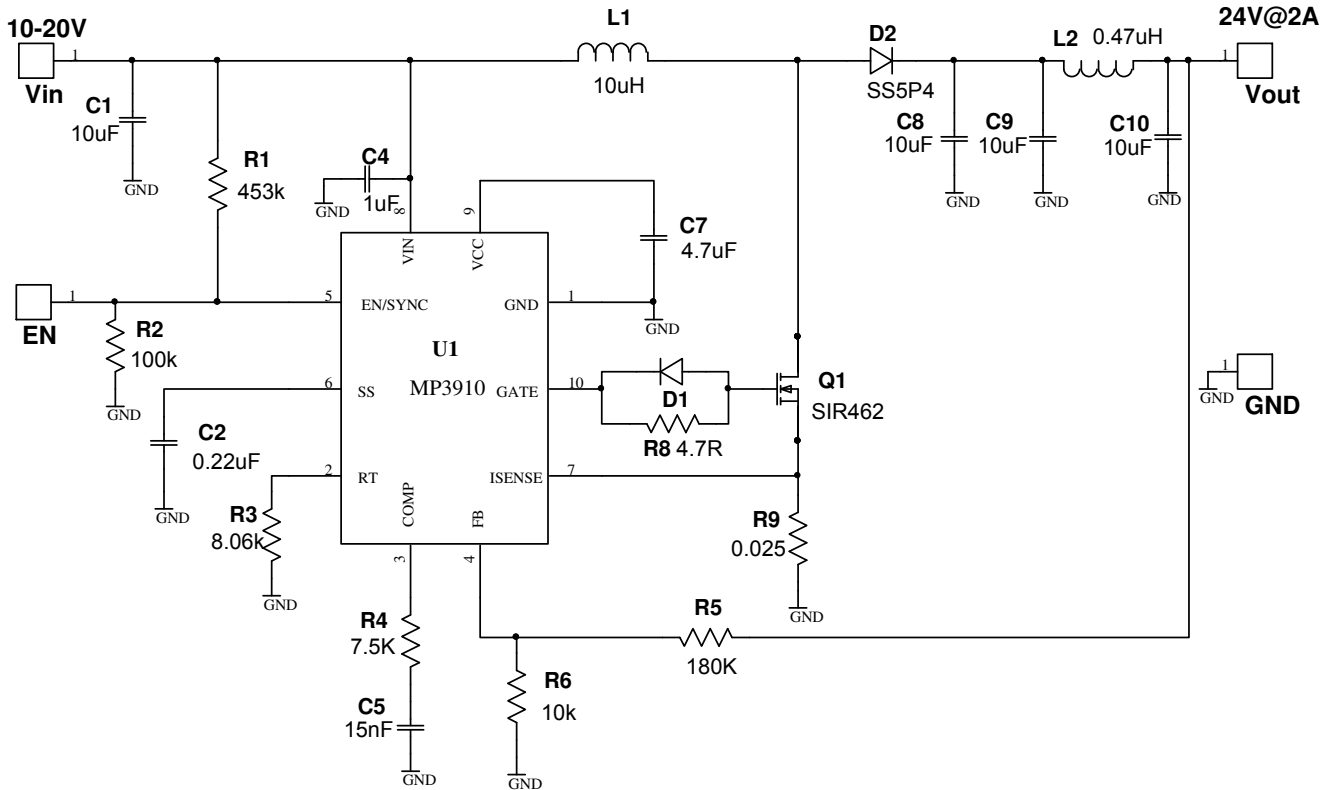 10-20V
1
Vin
C1
10uF
GND
R1
453k
C4
1uF
GND
8
9
L1
10uH
D2
SS5P4
L2
0.47uH
24V@2A
1
Vout
C8
10uF
GND
C9
10uF
GND
C10
10uF
GND
C7
4.7uF
GND
VIN
VCC
1
EN
5
EN/SYNC
GND
1
R2
100k
GND
U1
MP3910
6
SS
GATE
10
D1
R8 4.7R
Q1
SIR462
1
GND
GND
C2
0.22uF
GND
2
RT
ISENSE
7
COMP
FB
R3
8.06k
GND
R9
0.025
GND
3
4
R4
7.5K
R5
180K
C5
15nF
GND
R6
10k
GND